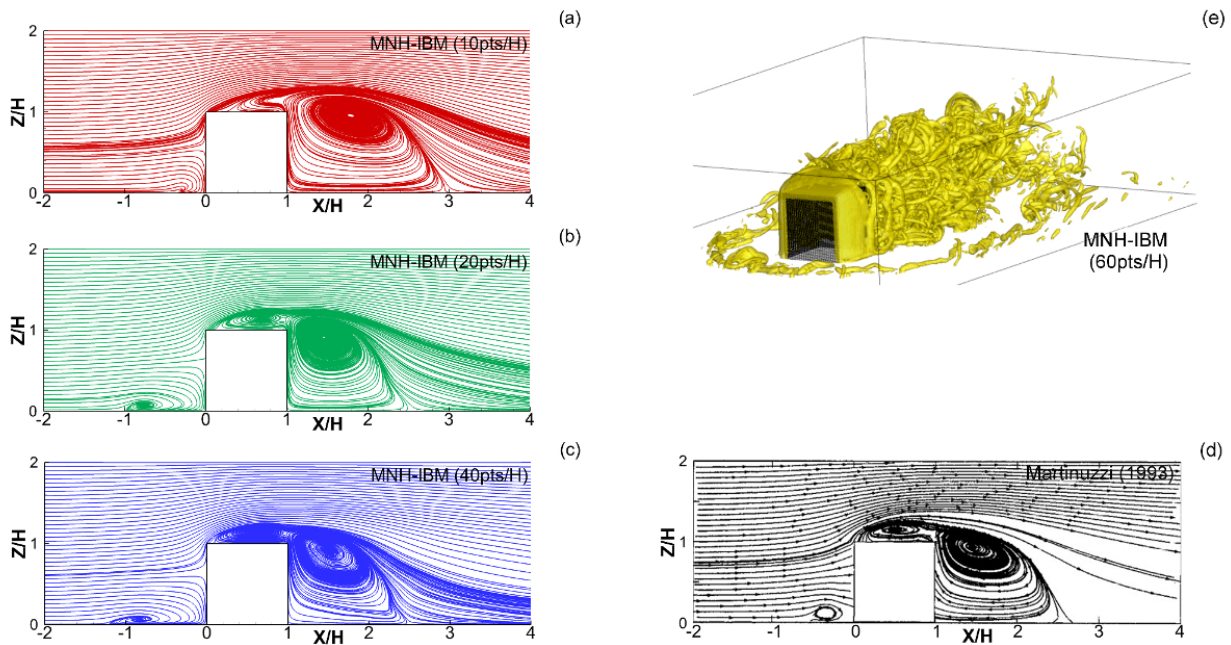 (a)
MNH-IBM (10pts/H)
2
1
0
Z/H
-2 -1 0 1 2 3 4
X/H
(b)
MNH-IBM (20pts/H)
2
1
0
Z/H
-2 -1 0 1 2 3 4
X/H
(c)
MNH-IBM (40pts/H)
2
1
0
Z/H
-2 -1 0 1 2 3 4
X/H
(e)
MNH-IBM
(60pts/H)
(d)
Martinuzzi (1993)
2
1
0
Z/H
-2 -1 0 1 2 3 4
X/H